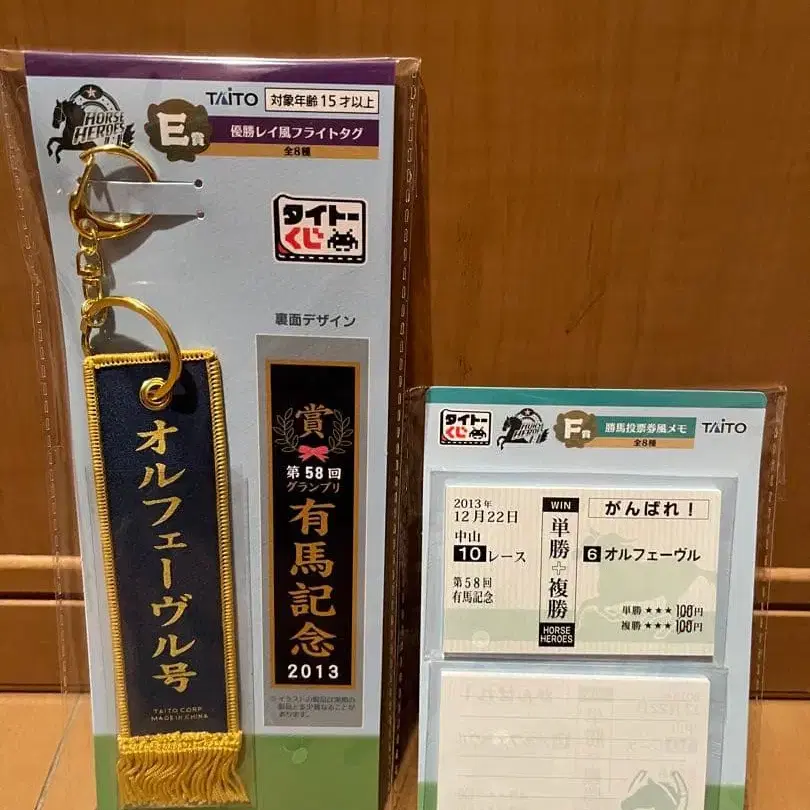 HORSE HEROES
E賞
TAITO
対象年齢15才以上
優勝レイ風フライトタグ
全8種
タイトーくじ
裏面デザイン
オルフェーヴル号
TAITO CORP.
MADE IN CHINA
賞
第58回
グランプリ
有馬記念
2013
タイトーくじ
HORSE HEROES
F賞
勝馬投票券風メモ
全8種
TAITO
2013年
12月22日
中山
10レース
第58回
有馬記念
WIN
単勝+複勝
HORSE HEROES
がんばれ!
6 オルフェーヴル
単勝★★★100円
複勝★★★100円